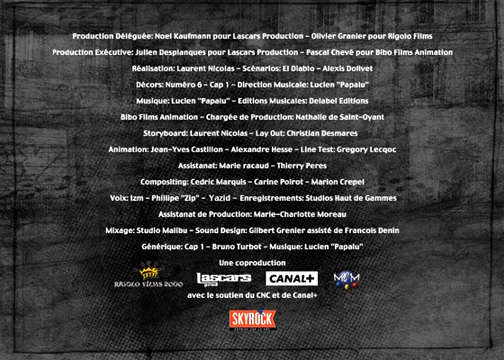 Production Déléguée: Noel Kaufmann pour Lascars Production - Olivier Granier pour Rigolo Films
Production Exécutive: Julien Desplanques pour Lascars Production - Pascal Chevé pour Bibo Films Animation
Réalisation: Laurent Nicolas - Scénarios: El Diablo - Alexis Dolivet
Décors: Numéro 6 - Cap 1 - Direction Musicale: Lucien "Papalu"
Musique: Lucien "Papalu" - Editions Musicales: Delabel Editions
Bibo Films Animation - Chargée de Production: Nathalie de Saint-Oyant
Storyboard: Laurent Nicolas - Lay Out: Christian Desmares
Animation: Jean-Yves Castillon - Alexandre Hesse - Line Test: Gregory Lecqoc
Assistanat: Marie racaud - Thierry Peres
Compositing: Cedric Marquis - Carine Poirot - Marion Crepel
Voix: Izm - Phillipe "Zip" - Yazid - Enregistrements: Studios Haut de Gammes
Assistanat de Production: Marie-Charlotte Moreau
Mixage: Studio Malibu - Sound Design: Gilbert Grenier assisté de Francois Denin
Générique: Cap 1 - Bruno Turbot - Musique: Lucien "Papalu"
Une coproduction
RIGOLO FILMS 2000 lascars prod CANAL+ MCM
avec le soutien du CNC et de Canal+
SKYROCK